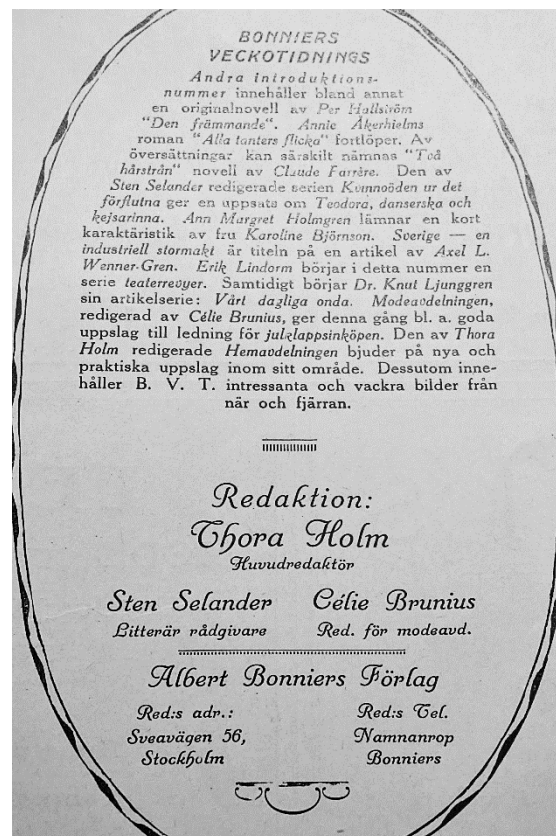 BONNIERS
VECKOTIDNINGS
Andra introduktions-
nummer innehåller bland annat
en originalnovell av Per Hallström
"Den främmande". Annie Åkerhielms
roman "Alla tanters flicka" fortlöper. Av
översättningar kan särskilt nämnas "Två
hårstrån" novell av Claude Farrère. Den av
Sten Selander redigerade serien Kvinnoöden ur det
förflutna ger en uppsats om Teodora, danserska och
kejsarinna. Ann Margret Holmgren lämnar en kort
karaktäristik av fru Karoline Björnson. Sverige — en
industriell stormakt är titeln på en artikel av Axel L.
Wenner-Gren. Erik Lindorm börjar i detta nummer en
serie teaterrevyer. Samtidigt börjar Dr. Knut Ljunggren
sin artikelserie: Vårt dagliga onda. Modeavdelningen,
redigerad av Célie Brunius, ger denna gång bl. a. goda
uppslag till ledning för julklappsinköpen. Den av Thora
Holm redigerade Hemavdelningen bjuder på nya och
praktiska uppslag inom sitt område. Dessutom inne-
håller B. V. T. intressanta och vackra bilder från
när och fjärran.
Redaktion:
Thora Holm
Huvudredaktör
Sten Selander Célie Brunius
Litterär rådgivare Red. för modeavd.
Albert Bonniers Förlag
Red:s adr.: Red:s Tel.
Sveavägen 56, Namnanrop
Stockholm Bonniers